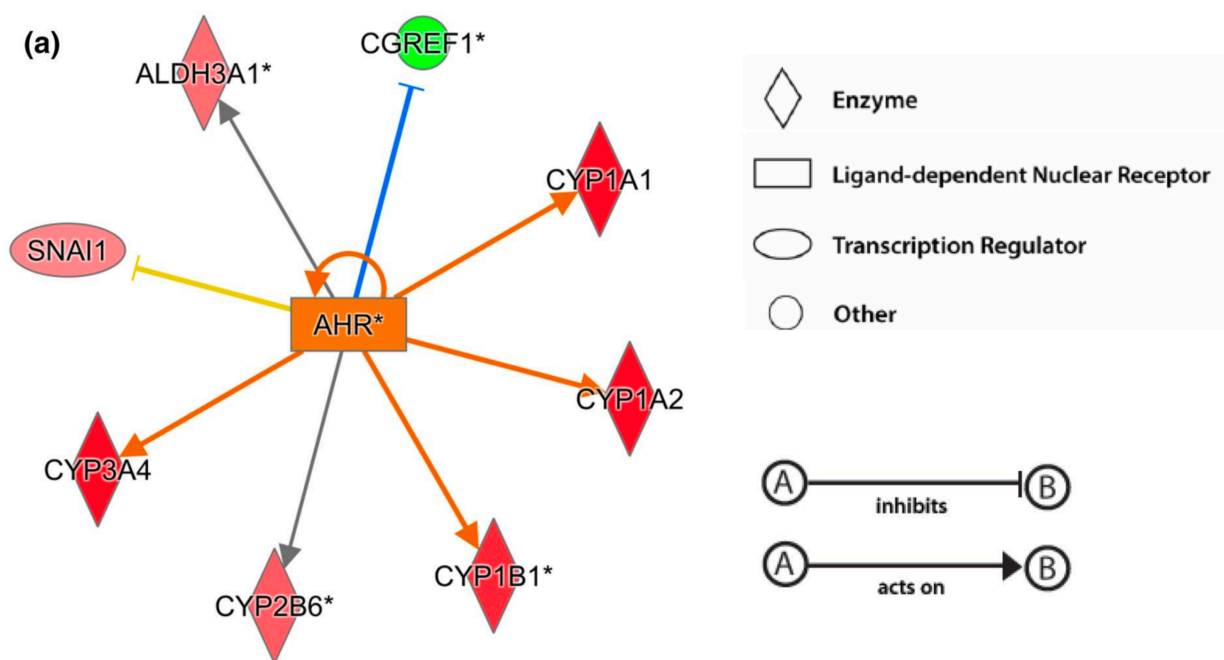 (a)
CGREF1*
ALDH3A1*
CYP1A1
SNAI1
AHR*
CYP1A2
CYP3A4
CYP1B1*
CYP2B6*
Enzyme
Ligand-dependent Nuclear Receptor
Transcription Regulator
Other
A
B
inhibits
A
B
acts on